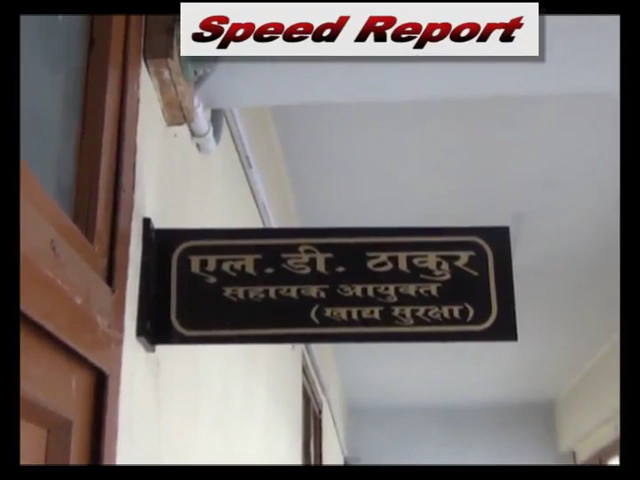 Speed Report
एल. डी. ठाकुर
सहायक आयुक्त
(खाद्य सुरक्षा)